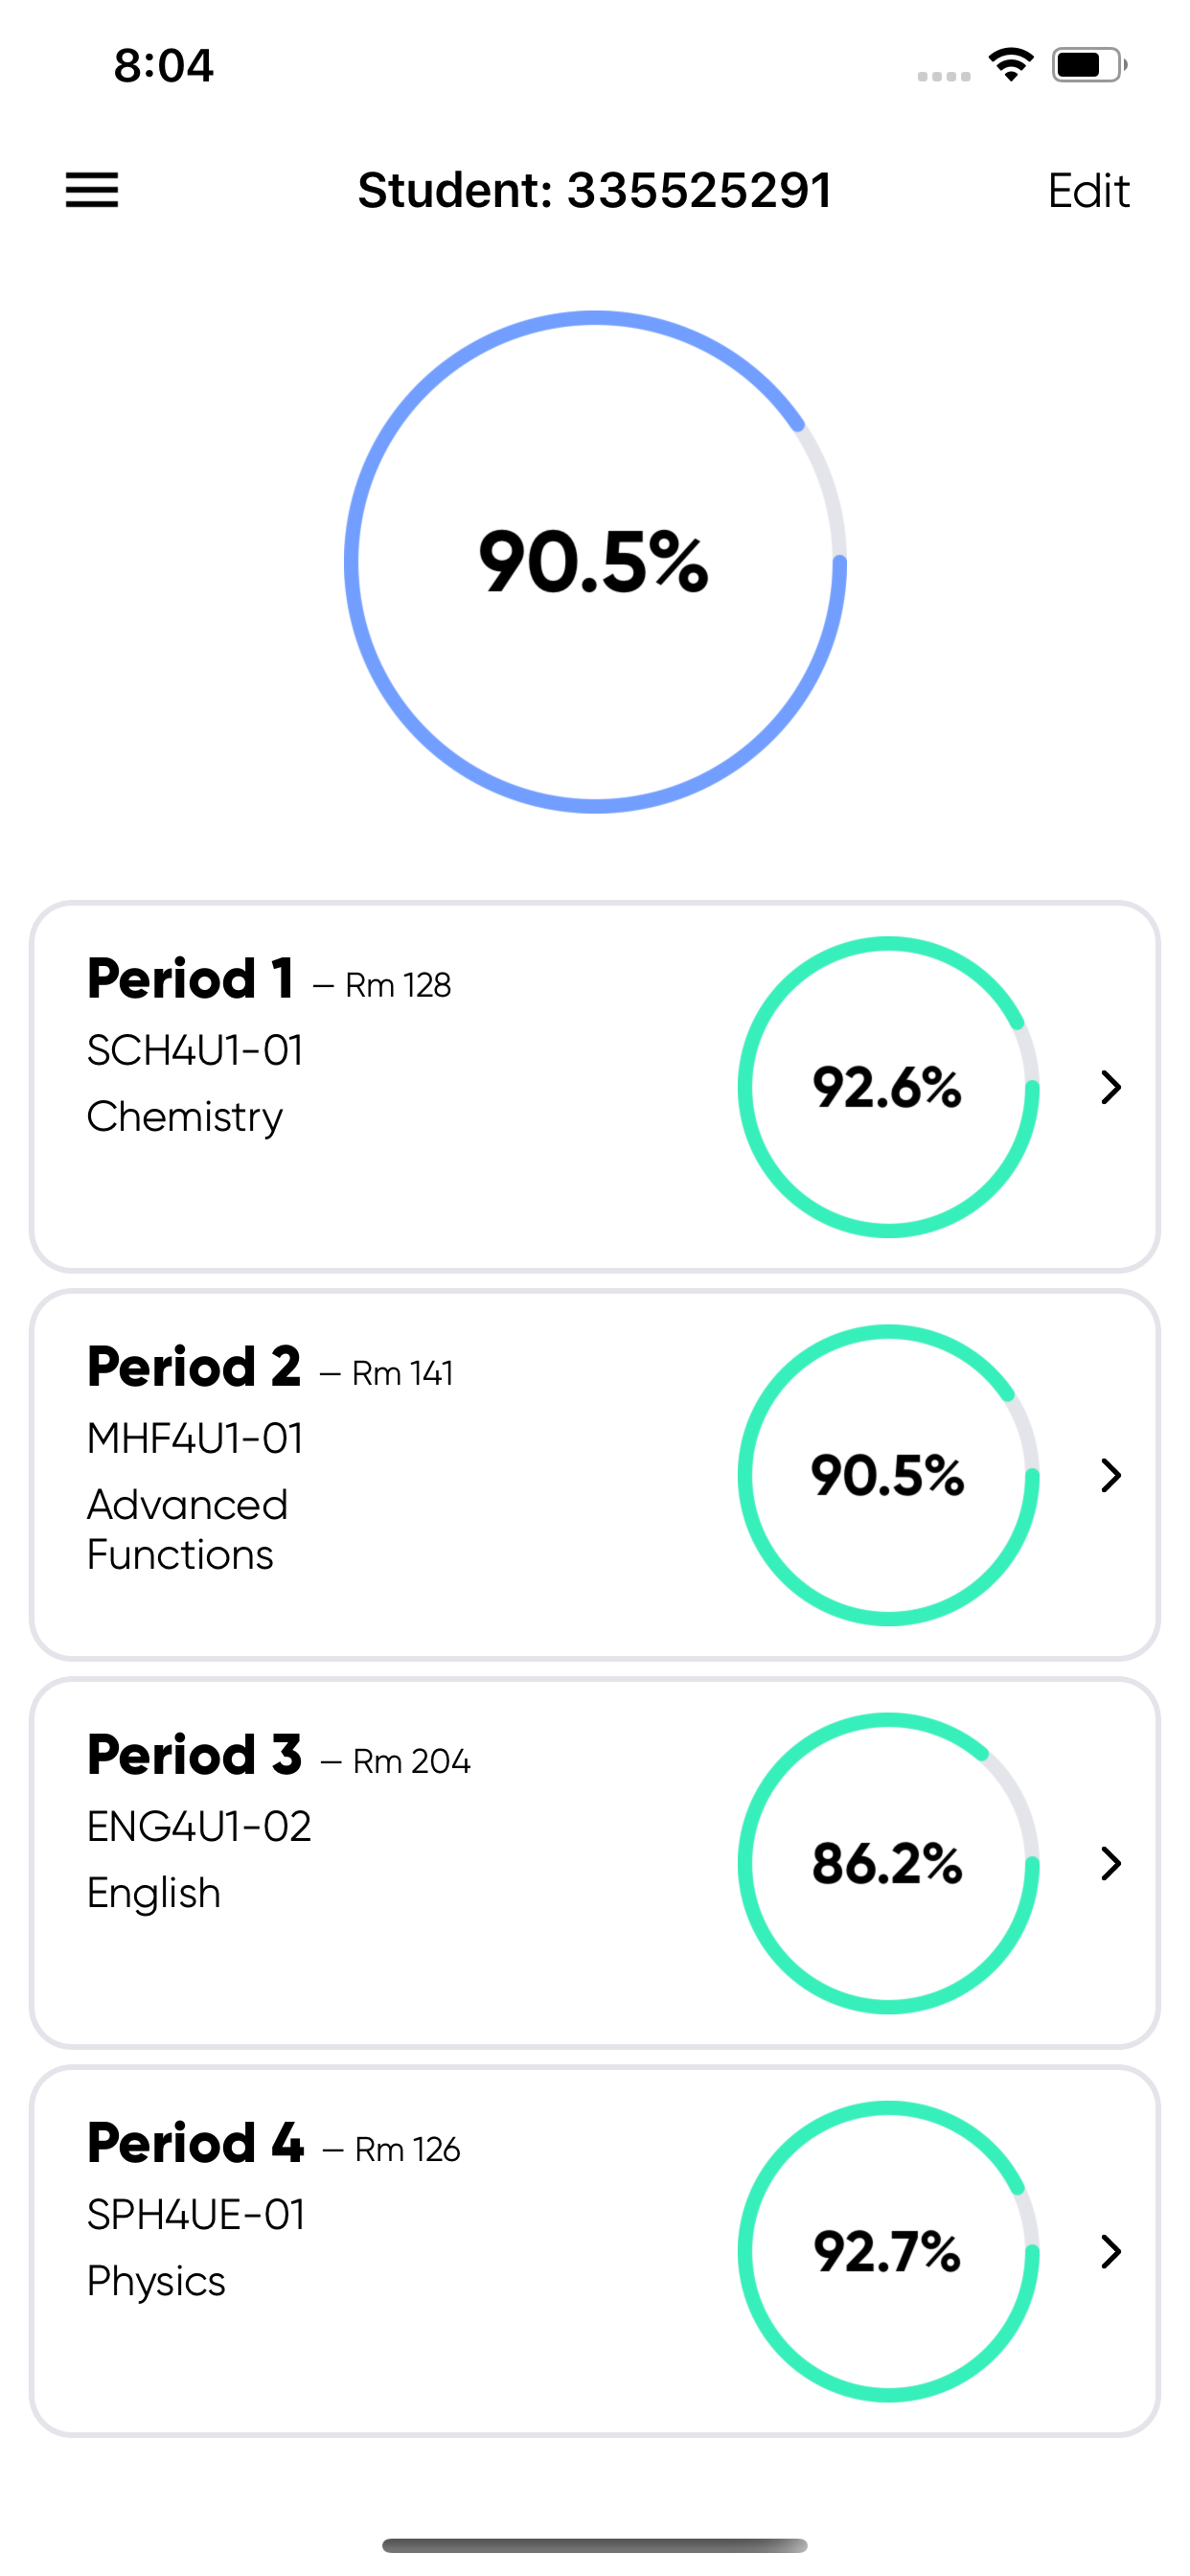 8:04
Student: 335525291
Edit
90.5%
Period 1 – Rm 128
SCH4U1-01
Chemistry
92.6%
Period 2 – Rm 141
MHF4U1-01
Advanced
Functions
90.5%
Period 3 – Rm 204
ENG4U1-02
English
86.2%
Period 4 – Rm 126
SPH4UE-01
Physics
92.7%